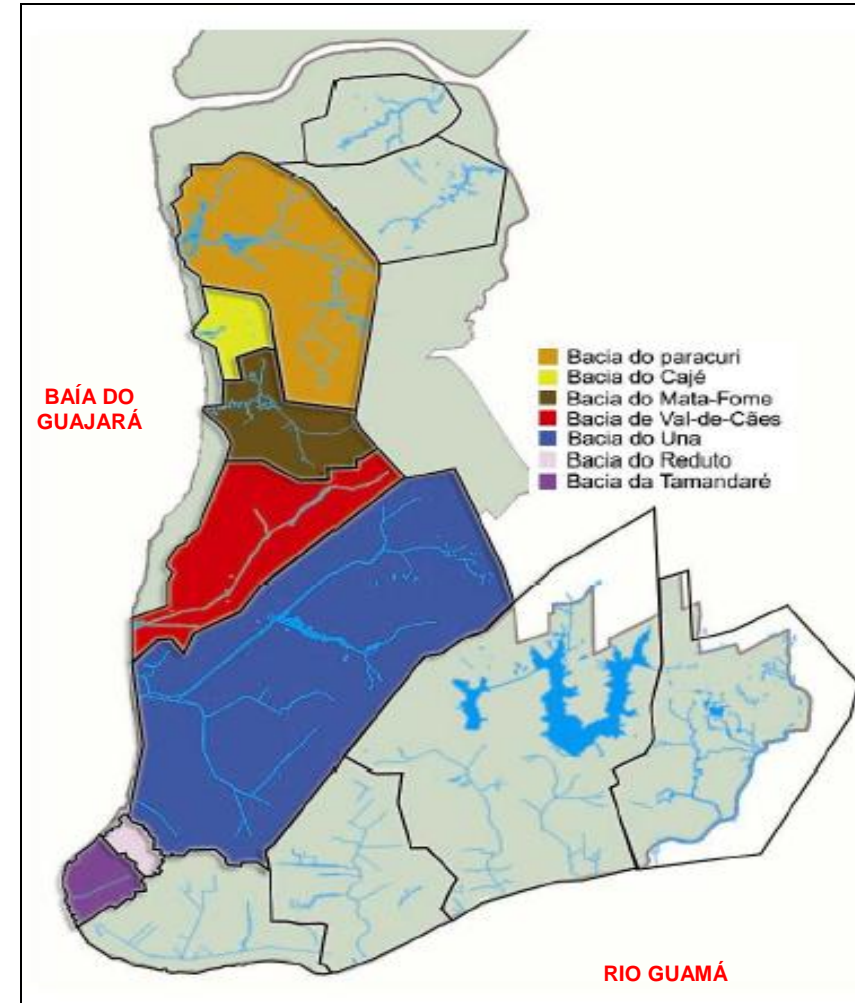 BAÍA DO
GUAJARÁ
Bacia do paracuri
Bacia do Cajé
Bacia do Mata-Fome
Bacia de Val-de-Cães
Bacia do Una
Bacia do Reduto
Bacia da Tamandaré
RIO GUAMÁ